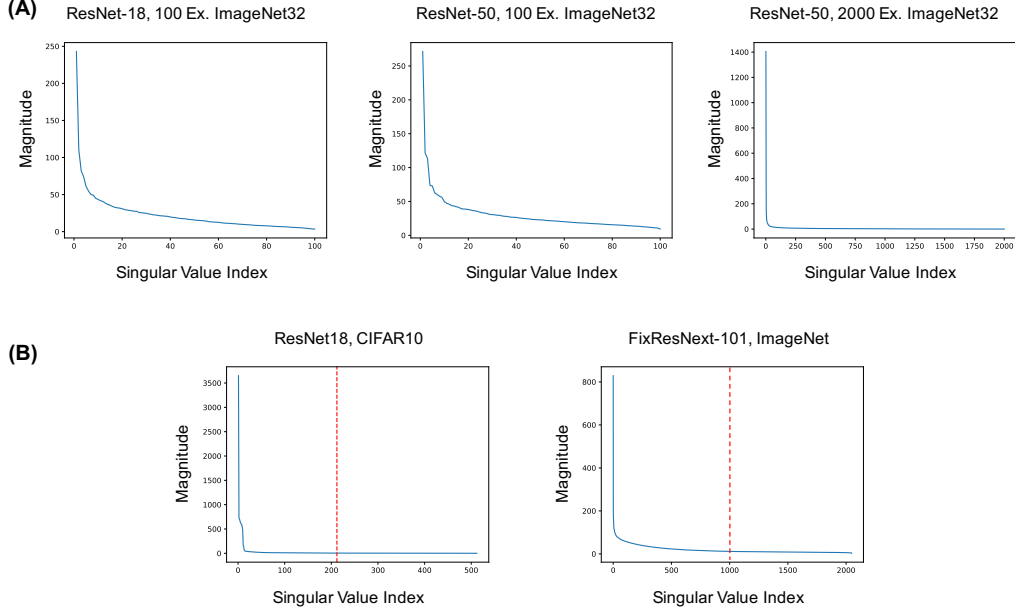 (A)
ResNet-18, 100 Ex. ImageNet32
ResNet-50, 100 Ex. ImageNet32
ResNet-50, 2000 Ex. ImageNet32
Magnitude
250
200
150
100
50
0
0 20 40 60 80 100
Singular Value Index
Magnitude
250
200
150
100
50
0
0 20 40 60 80 100
Singular Value Index
Magnitude
1400
1200
1000
800
600
400
200
0
0 250 500 750 1000 1250 1500 1750 2000
Singular Value Index
(B)
ResNet18, CIFAR10
FixResNext-101, ImageNet
Magnitude
3500
3000
2500
2000
1500
1000
500
0
0 100 200 300 400 500
Singular Value Index
Magnitude
800
600
400
200
0
0 500 1000 1500 2000
Singular Value Index